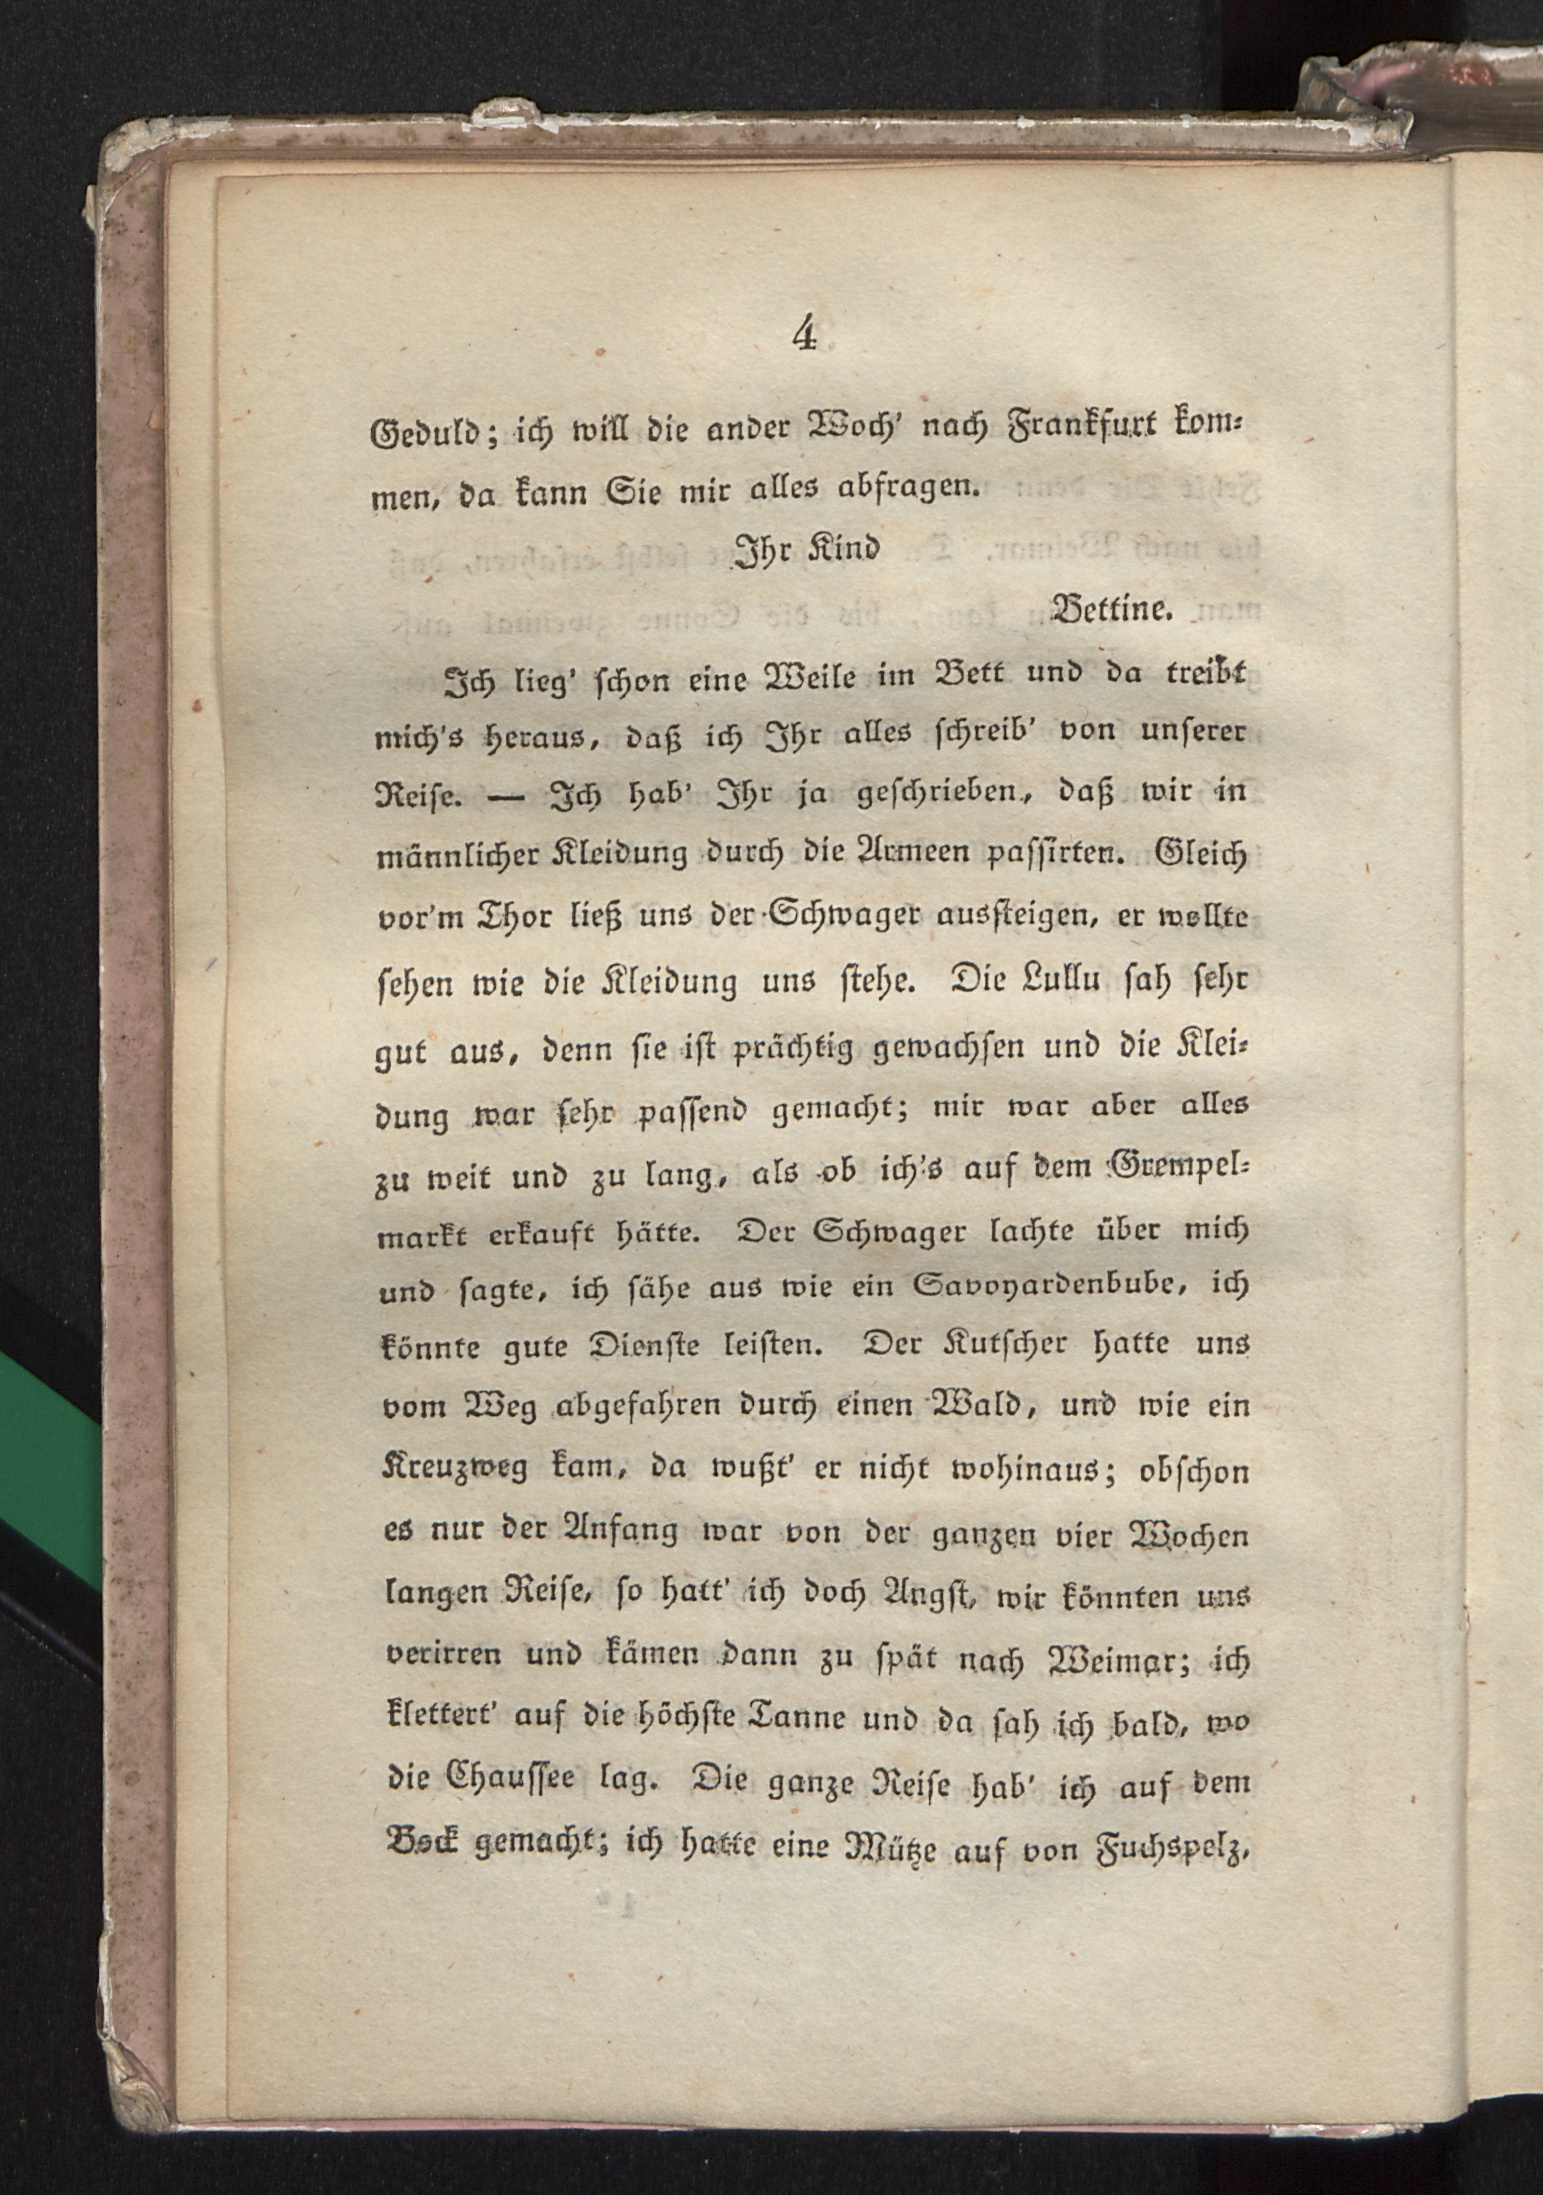 4
Geduld; ich will die ander Woch' nach Frankfurt kom-
men, da kann Sie mir alles abfragen.
Ihr Kind
Bettine.
Ich lieg' schon eine Weile im Bett und da treibt
mich's heraus, daß ich Ihr alles schreib' von unserer
Reise. — Ich hab' Ihr ja geschrieben, daß wir in
männlicher Kleidung durch die Armeen passirten. Gleich
vor'm Thor ließ uns der Schwager aussteigen, er wollte
sehen wie die Kleidung uns stehe. Die Lullu sah sehr
gut aus, denn sie ist prächtig gewachsen und die Klei-
dung war sehr passend gemacht; mir war aber alles
zu weit und zu lang, als ob ich's auf dem Grempel-
markt erkauft hätte. Der Schwager lachte über mich
und sagte, ich sähe aus wie ein Savoyardenbube, ich
könnte gute Dienste leisten. Der Kutscher hatte uns
vom Weg abgefahren durch einen Wald, und wie ein
Kreuzweg kam, da wußt' er nicht wohinaus; obschon
es nur der Anfang war von der ganzen vier Wochen
langen Reise, so hatt' ich doch Angst, wir könnten uns
verirren und kämen dann zu spät nach Weimar; ich
klettert' auf die höchste Tanne und da sah ich bald, wo
die Chaussee lag. Die ganze Reise hab' ich auf dem
Bock gemacht; ich hatte eine Mütze auf von Fuchspelz,